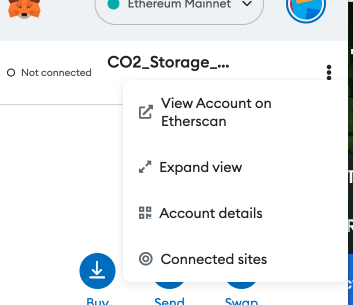 Ethereum Mainnet
Not connected
CO2_Storage_...
View Account on
Etherscan
Expand view
Account details
Connected sites
Buy
Send
Swap